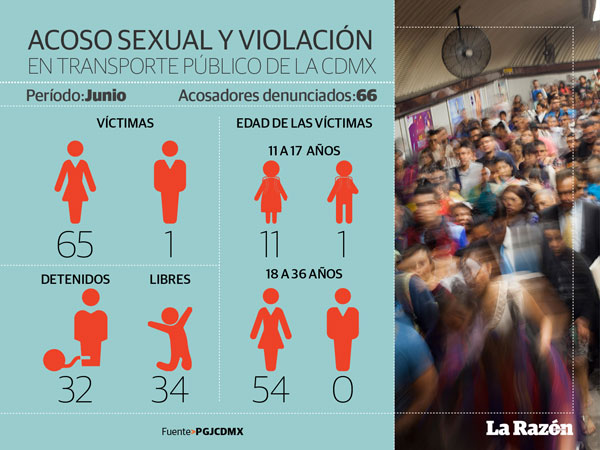 ACOSO SEXUAL Y VIOLACIÓN
EN TRANSPORTE PÚBLICO DE LA CDMX
Período:Junio
Acosadores denunciados:66
VÍCTIMAS
65 1
DETENIDOS LIBRES
32 34
EDAD DE LAS VÍCTIMAS
11 A 17 AÑOS
11 1
18 A 36 AÑOS
54 0
Fuente>PGJCDMX
La Razón